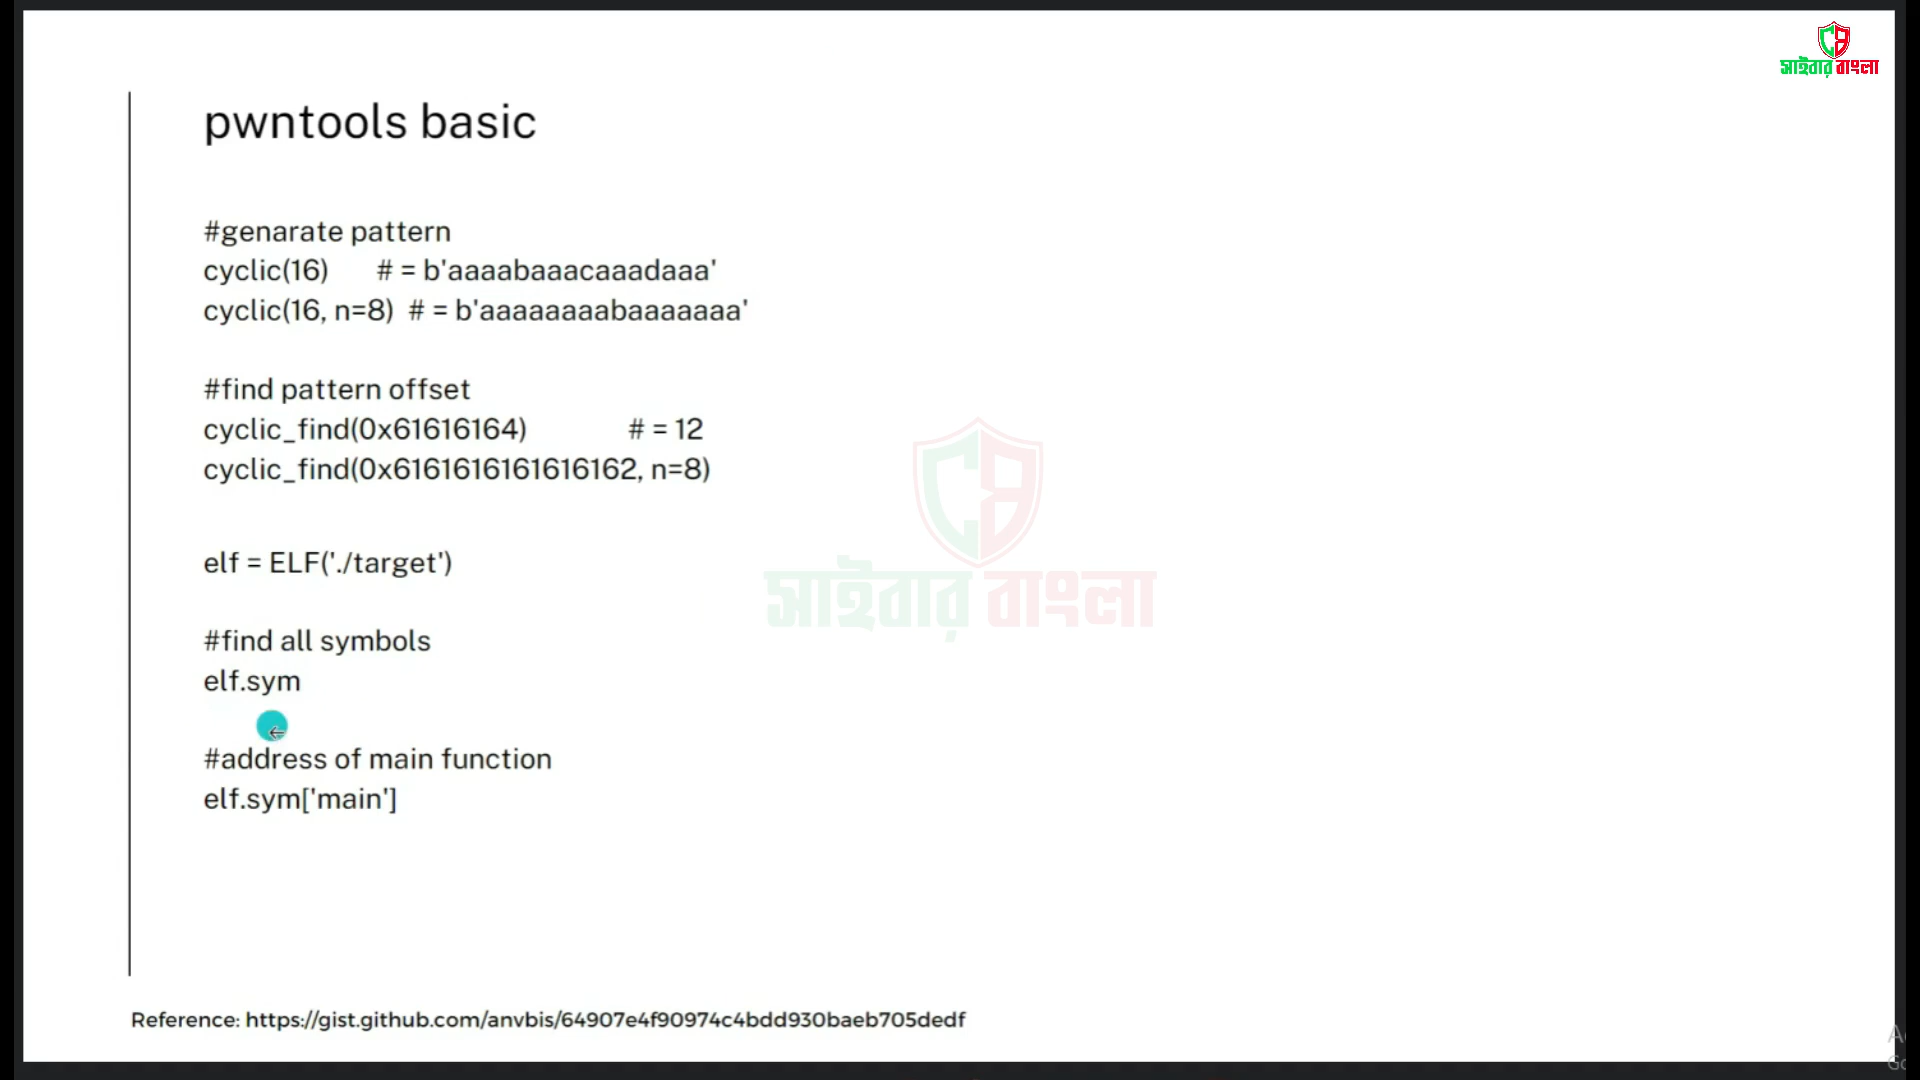 সাইবার বাংলা
pwntools basic
#genarate pattern
cyclic(16) # = b'aaaabaaacaaadaaa'
cyclic(16, n=8) # = b'aaaaaaaabaaaaaaa'
#find pattern offset
cyclic_find(0x61616164) # = 12
cyclic_find(0x6161616161616162, n=8)
elf = ELF('./target')
সাইবার বাংলা
#find all symbols
elf.sym
#address of main function
elf.sym['main']
Reference: https://gist.github.com/anvbis/64907e4f90974c4bdd930baeb705dedf